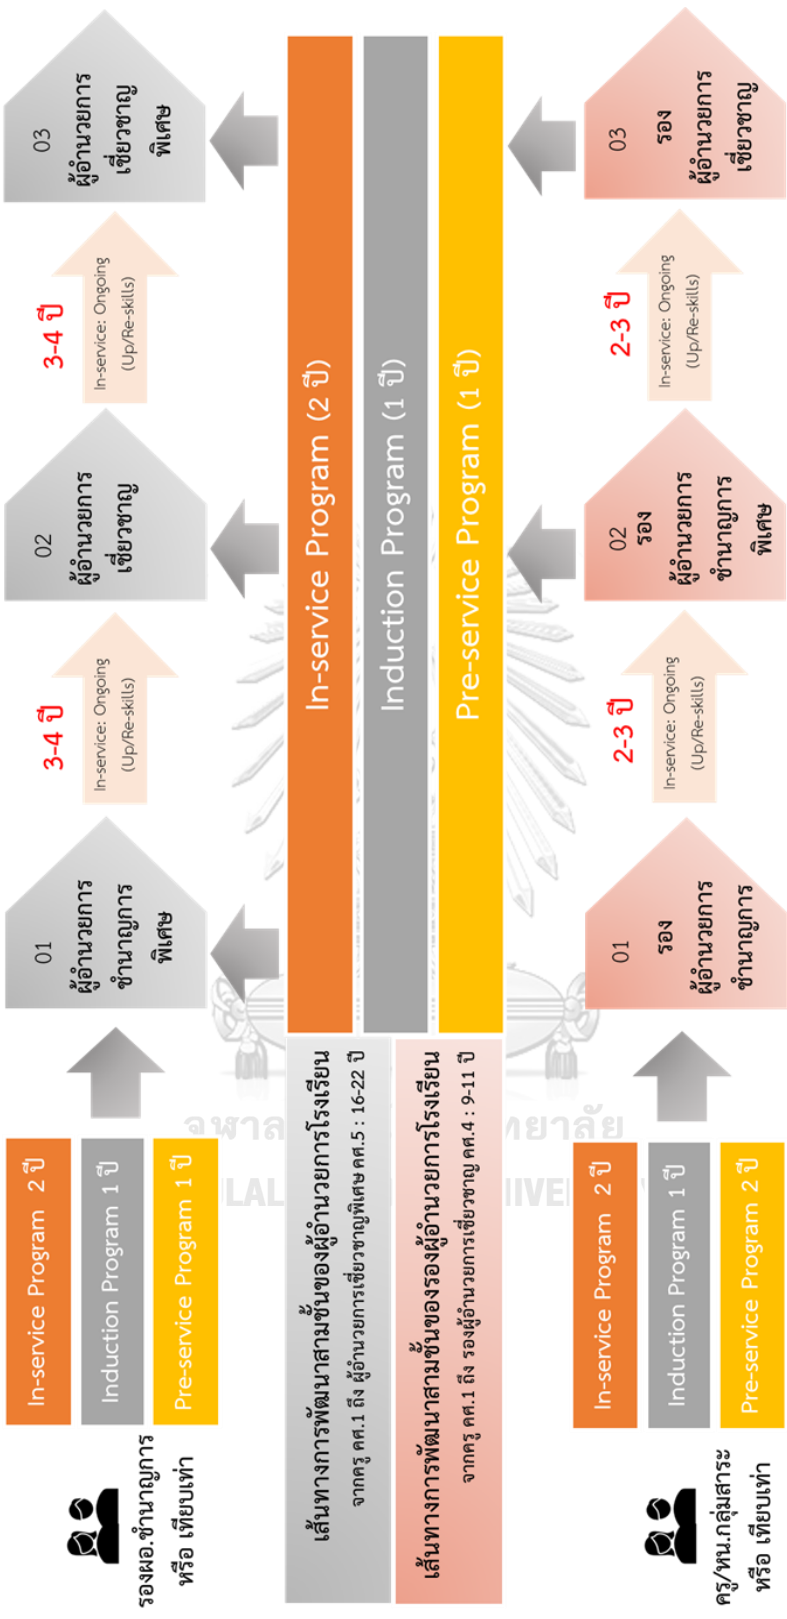 รองผอ.ชำนาญการ
หรือ เทียบเท่า
In-service Program 2 ปี
Induction Program 1 ปี
Pre-service Program 1 ปี
01
ผู้อำนวยการ
ชำนาญการ
พิเศษ
3-4 ปี
In-service: Ongoing
(Up/Re-skills)
02
ผู้อำนวยการ
เชี่ยวชาญ
3-4 ปี
In-service: Ongoing
(Up/Re-skills)
03
ผู้อำนวยการ
เชี่ยวชาญ
พิเศษ
เส้นทางการพัฒนาสามชั้นของผู้อำนวยการโรงเรียน
จากครู คศ.1 ถึง ผู้อำนวยการเชี่ยวชาญพิเศษ คศ.5 : 16-22 ปี
เส้นทางการพัฒนาสามชั้นของรองผู้อำนวยการโรงเรียน
จากครู คศ.1 ถึง รองผู้อำนวยการเชี่ยวชาญ คศ.4 : 9-11 ปี
In-service Program (2 ปี)
Induction Program (1 ปี)
Pre-service Program (1 ปี)
ครู/หน.กลุ่มสาระ
หรือ เทียบเท่า
In-service Program 2 ปี
Induction Program 1 ปี
Pre-service Program 2 ปี
01
รอง
ผู้อำนวยการ
ชำนาญการ
2-3 ปี
In-service: Ongoing
(Up/Re-skills)
02
รอง
ผู้อำนวยการ
ชำนาญการ
พิเศษ
2-3 ปี
In-service: Ongoing
(Up/Re-skills)
03
รอง
ผู้อำนวยการ
เชี่ยวชาญ